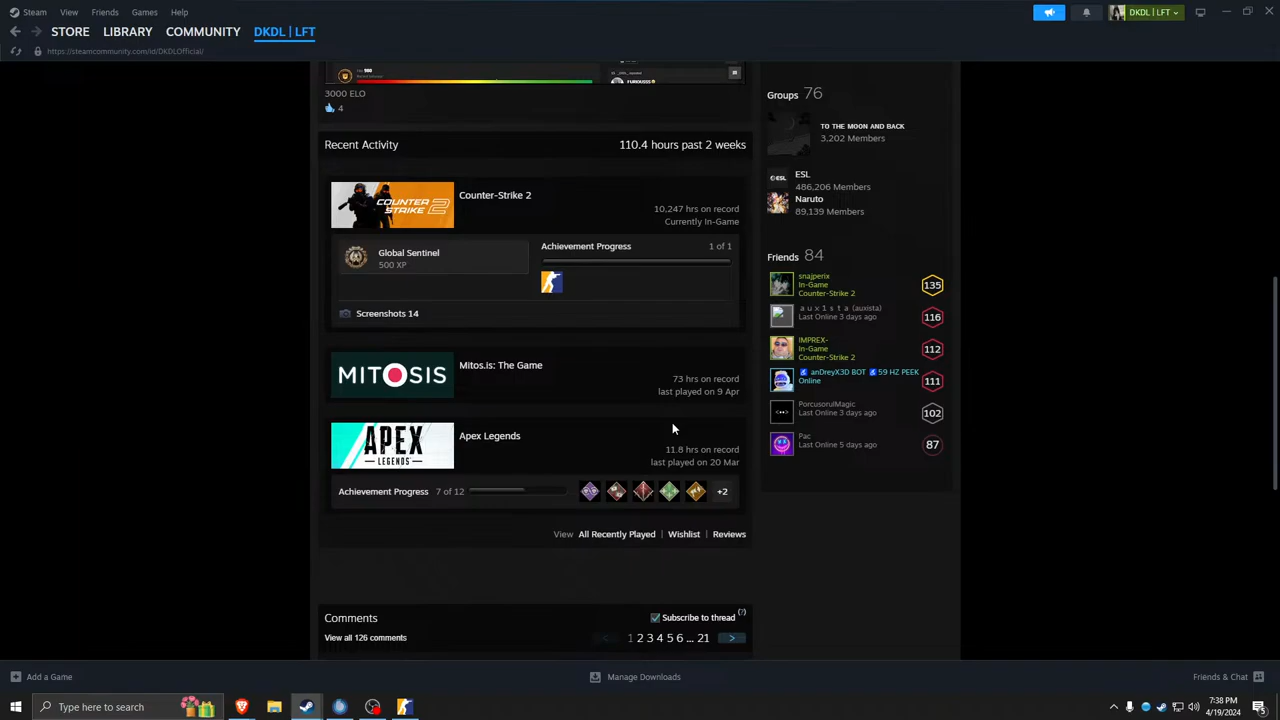 Steam View Friends Games Help DKDL | LFT
STORE LIBRARY COMMUNITY DKDL | LFT
https://steamcommunity.com/id/DKDLOfficial/
3000 ELO
4
Recent Activity 110.4 hours past 2 weeks
COUNTER STRIKE 2
Counter-Strike 2
10,247 hrs on record
Currently In-Game
Global Sentinel
500 XP
Achievement Progress 1 of 1
Screenshots 14
MITOSIS
Mitos.is: The Game
73 hrs on record
last played on 9 Apr
APEX
LEGENDS
Apex Legends
11.8 hrs on record
last played on 20 Mar
Achievement Progress 7 of 12 +2
View All Recently Played | Wishlist | Reviews
Comments
Subscribe to thread (?)
View all 126 comments
< 1 2 3 4 5 6 ... 21 >
Groups 76
TO THE MOON AND BACK
3,202 Members
ESL
ESL
486,206 Members
Naruto
89,139 Members
Friends 84
snajperix
In-Game
Counter-Strike 2
135
a u x 1 s t a (auxista)
Last Online 3 days ago
116
IMPREX-
In-Game
Counter-Strike 2
112
anDreyX3D BOT 59 HZ PEEK
Online
111
PorcusorulMagic
Last Online 3 days ago
102
Pac
Last Online 5 days ago
87
Add a Game Manage Downloads Friends & Chat
Type here to search
7:38 PM
4/19/2024